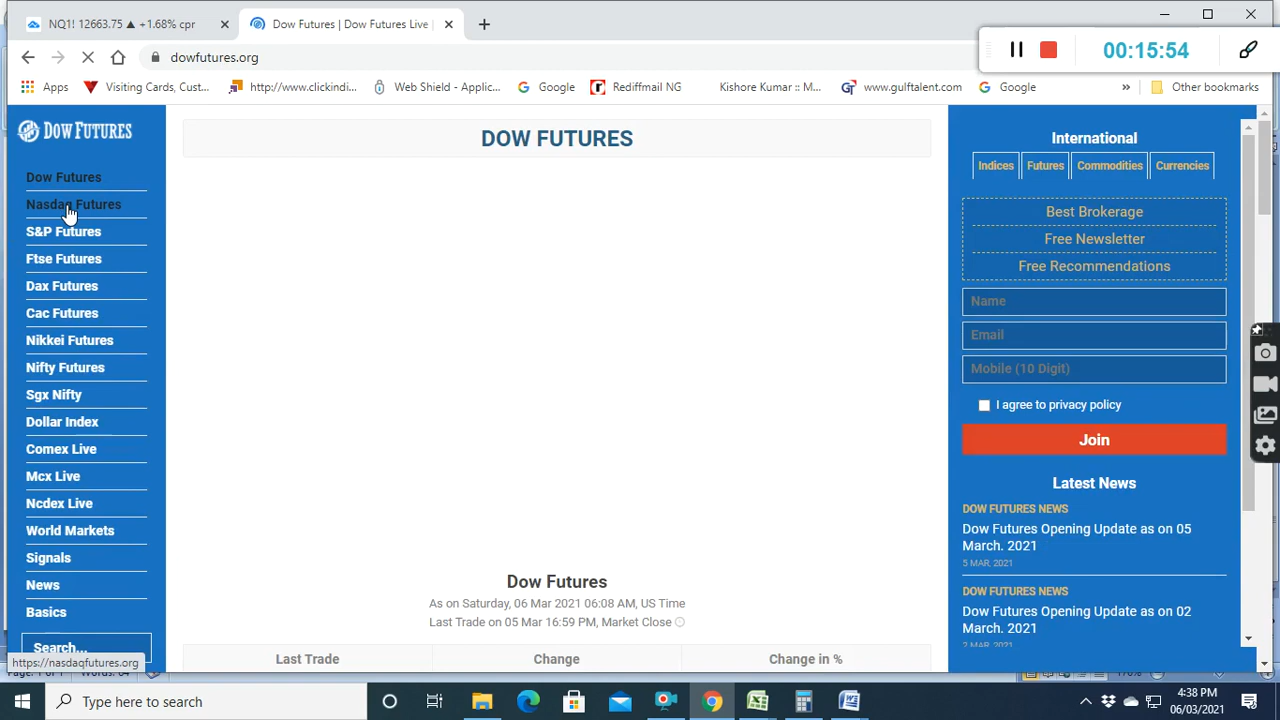 NQ1! 12663.75 ▲ +1.68% cpr
Dow Futures | Dow Futures Live |
00:15:54
dowfutures.org
Apps
Visiting Cards, Cust...
http://www.clickindi...
Web Shield - Applic...
Google
Rediffmail NG
Kishore Kumar :: M...
www.gulftalent.com
Google
»
Other bookmarks
DOW FUTURES
Dow Futures
Nasdaq Futures
S&P Futures
Ftse Futures
Dax Futures
Cac Futures
Nikkei Futures
Nifty Futures
Sgx Nifty
Dollar Index
Comex Live
Mcx Live
Ncdex Live
World Markets
Signals
News
Basics
Search...
https://nasdaqfutures.org
DOW FUTURES
Dow Futures
As on Saturday, 06 Mar 2021 06:08 AM, US Time
Last Trade on 05 Mar 16:59 PM, Market Close
Last Trade
Change
Change in %
International
Indices
Futures
Commodities
Currencies
Best Brokerage
Free Newsletter
Free Recommendations
Name
Email
Mobile (10 Digit)
I agree to privacy policy
Join
Latest News
DOW FUTURES NEWS
Dow Futures Opening Update as on 05
March. 2021
5 MAR, 2021
DOW FUTURES NEWS
Dow Futures Opening Update as on 02
March. 2021
2 MAR, 2021
Type here to search
4:38 PM
06/03/2021